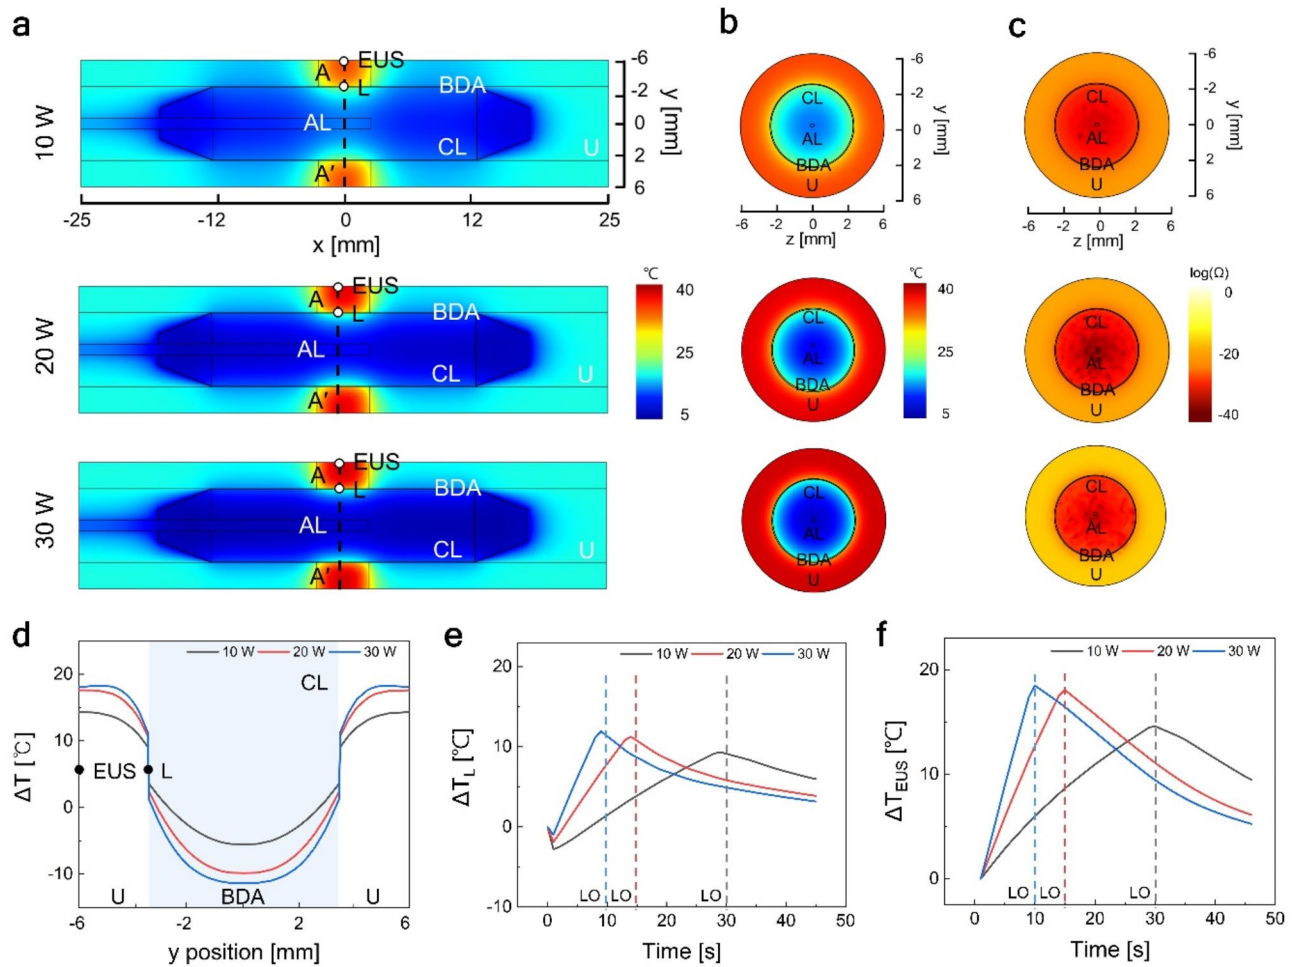 a
10 W
A
EUS
L
BDA
AL
CL
U
A′
-6
-2
0
2
6
y [mm]
-25
-12
0
12
25
x [mm]
20 W
A
EUS
L
BDA
AL
CL
U
A′
℃
40
25
5
30 W
A
EUS
L
BDA
AL
CL
U
A′
b
CL
AL
BDA
U
-6
-2
0
2
6
y [mm]
-6 -2 0 2 6
z [mm]
CL
AL
BDA
U
℃
40
25
5
CL
AL
BDA
U
c
CL
AL
BDA
U
-6
-2
0
2
6
y [mm]
-6 -2 0 2 6
z [mm]
CL
AL
BDA
U
log(Ω)
0
-20
-40
CL
AL
BDA
U
d
10 W 20 W 30 W
CL
20
10
0
-10
ΔT [℃]
EUS L
U BDA U
-6 -2 2 6
y position [mm]
e
10 W 20 W 30 W
20
10
0
-10
ΔT_L [℃]
LO LO LO
0 10 20 30 40 50
Time [s]
f
10 W 20 W 30 W
20
10
0
ΔT_EUS [℃]
LO LO LO
0 10 20 30 40 50
Time [s]